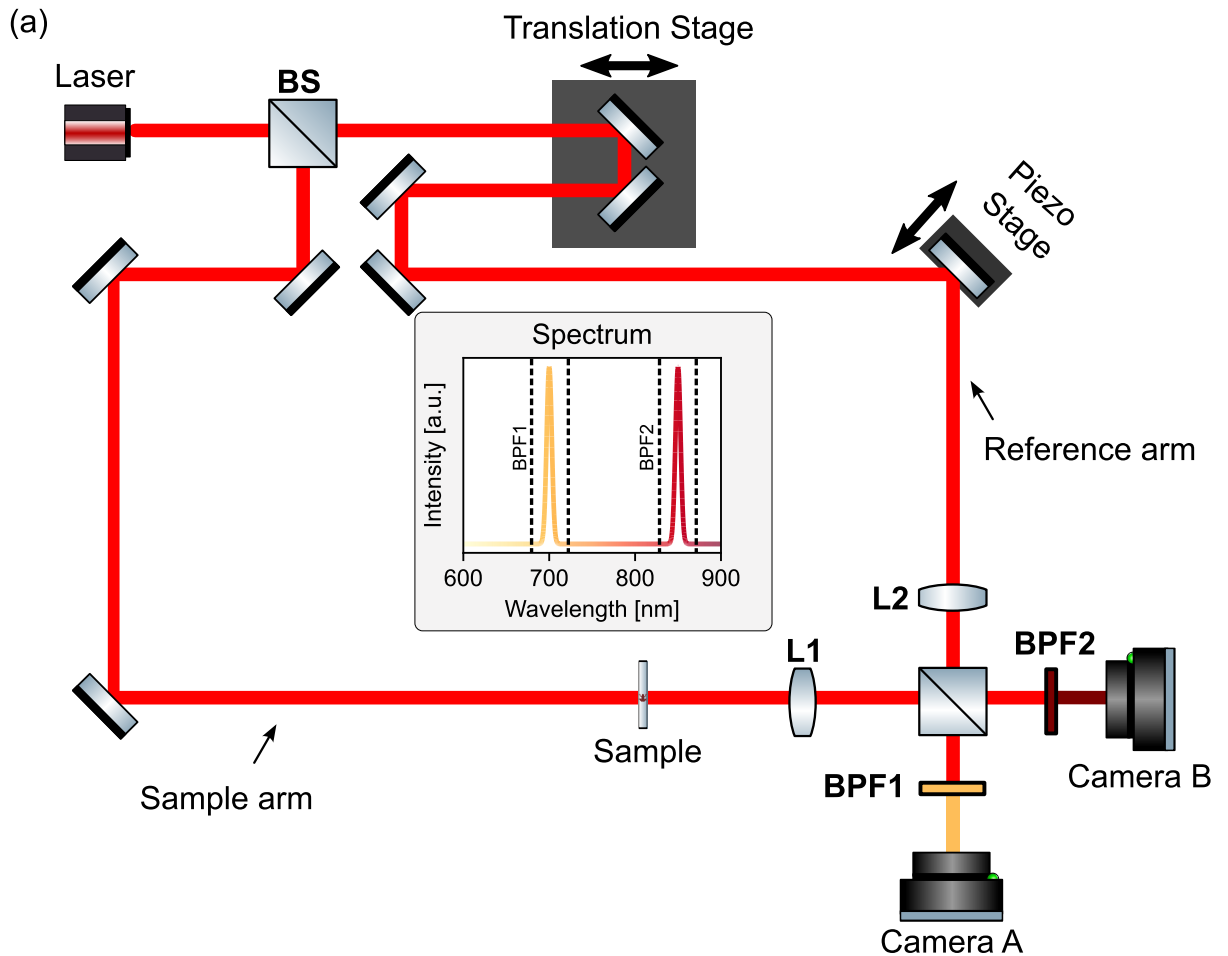 (a)
Translation Stage
Laser
BS
Piezo
Stage
Spectrum
Intensity [a.u.]
BPF1
BPF2
600
700
800
900
Wavelength [nm]
Reference arm
L2
BPF2
L1
Sample
Camera B
Sample arm
BPF1
Camera A